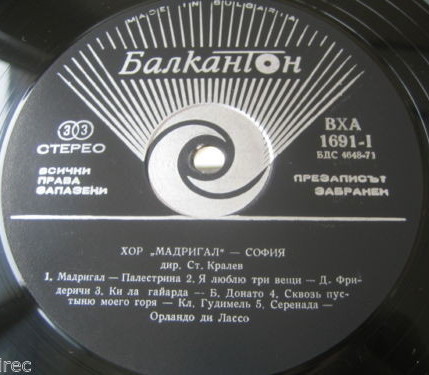 MADE IN BULGARIA
Балкантон
33
СТЕРЕО
ВСИЧКИ
ПРАВА
ЗАПАЗЕНИ
ВХА
1691-I
БДС 4648-71
ПРЕЗАПИСЪТ
ЗАБРАНЕН
ХОР „МАДРИГАЛ“ — СОФИЯ
дир. Ст. Кралев
1. Мадригал — Палестрина 2. Я люблю три вещи — Д. Фри-
деричи 3. Ки ла гайарда — Б. Донато 4. Сквозь пус-
тыню моего горя — Кл. Гудимель 5. Серенада —
Орландо ди Лассо
irec